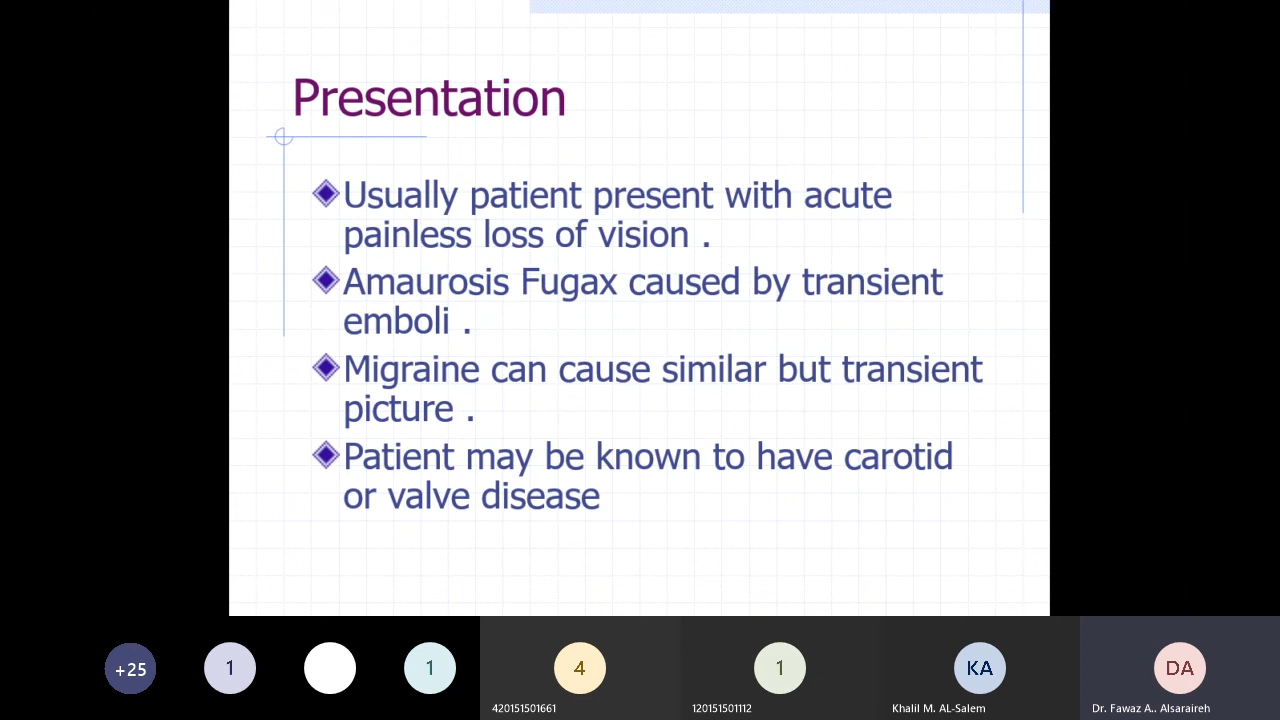 Presentation
Usually patient present with acute
painless loss of vision .
Amaurosis Fugax caused by transient
emboli .
Migraine can cause similar but transient
picture .
Patient may be known to have carotid
or valve disease
+25
1
1
4
1
KA
DA
420151501661
120151501112
Khalil M. AL-Salem
Dr. Fawaz A.. Alsaraireh